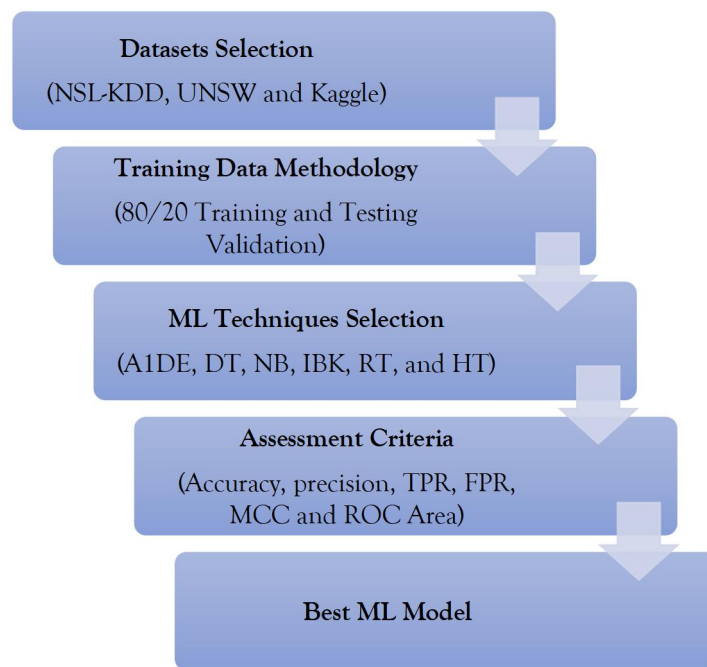 Datasets Selection
(NSL-KDD, UNSW and Kaggle)
Training Data Methodology
(80/20 Training and Testing
Validation)
ML Techniques Selection
(A1DE, DT, NB, IBK, RT, and HT)
Assessment Criteria
(Accuracy, precision, TPR, FPR,
MCC and ROC Area)
Best ML Model